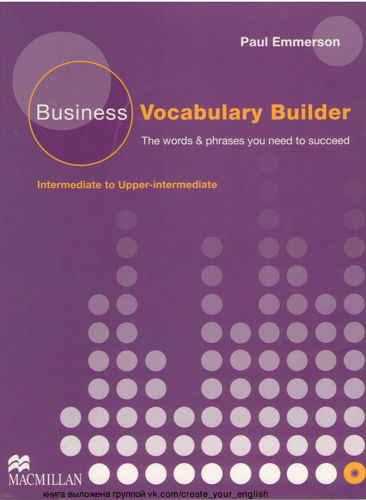 Paul Emmerson
Business Vocabulary Builder
The words & phrases you need to succeed
Intermediate to Upper-intermediate
MACMILLAN
книга выложена группой vk.com/create_your_english